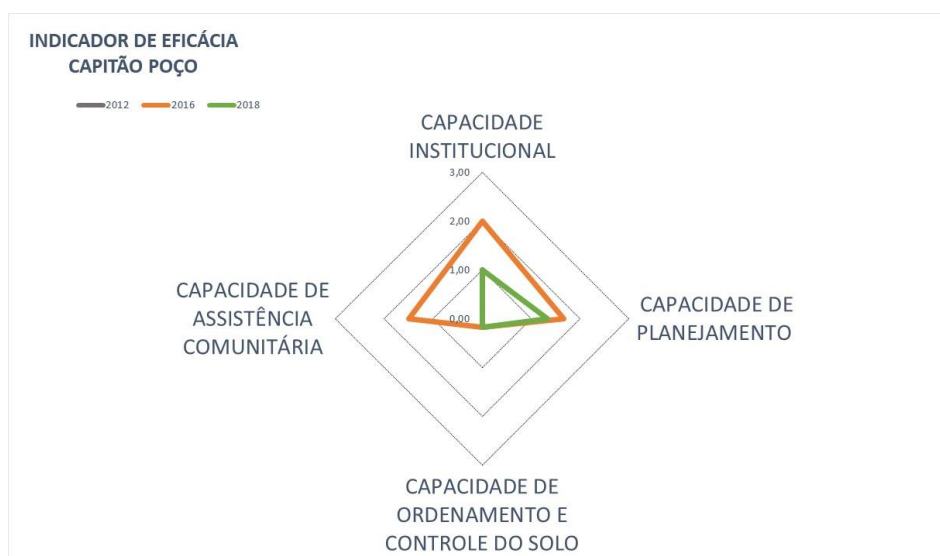 INDICADOR DE EFICÁCIA
CAPITÃO POÇO
2012 2016 2018
CAPACIDADE
INSTITUCIONAL
3,00
2,00
1,00
0,00
CAPACIDADE DE
ASSISTÊNCIA
COMUNITÁRIA
CAPACIDADE DE
PLANEJAMENTO
CAPACIDADE DE
ORDENAMENTO E
CONTROLE DO SOLO